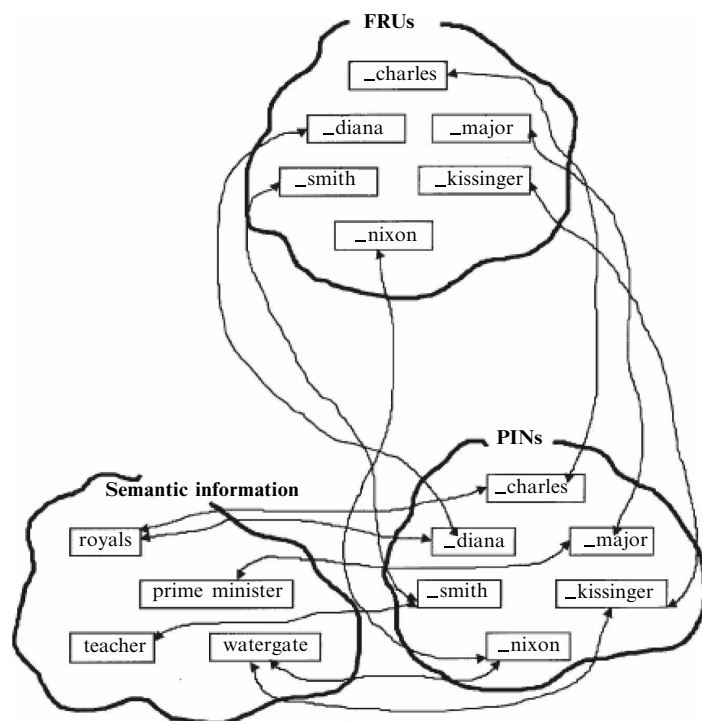 FRUs
_charles
_diana
_major
_smith
_kissinger
_nixon
PINs
_charles
_diana
_major
_smith
_kissinger
_nixon
Semantic information
royals
prime minister
teacher
watergate